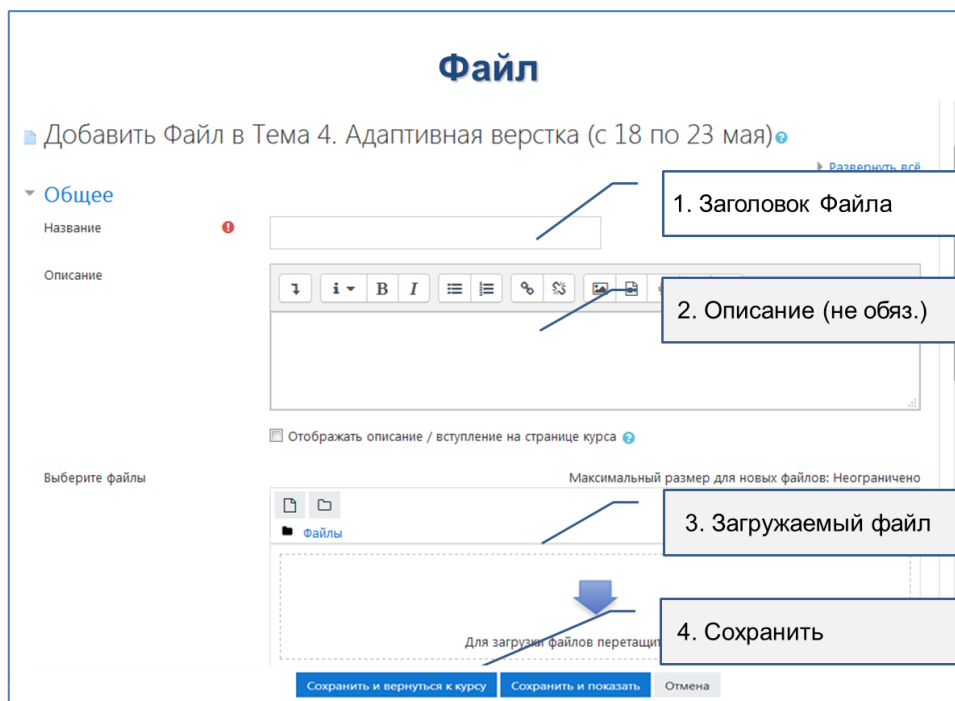 Файл
Добавить Файл в Тема 4. Адаптивная верстка (с 18 по 23 мая)
Развернуть всё
Общее
1. Заголовок Файла
Название
Описание
2. Описание (не обяз.)
Отображать описание / вступление на странице курса
Выберите файлы
Максимальный размер для новых файлов: Неограничено
3. Загружаемый файл
Файлы
4. Сохранить
Для загрузки файлов
Сохранить и вернуться к курсу
Сохранить и показать
Отмена